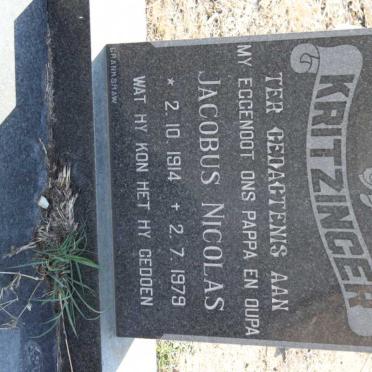 KRITZINGER
TER GEDAGTENIS AAN
MY EGGENOOT ONS PAPPA EN OUPA
JACOBUS NICOLAS
* 2.10.1914 + 2.7.1979
WAT HY KON HET HY GEDOEN
CRANKSHAW